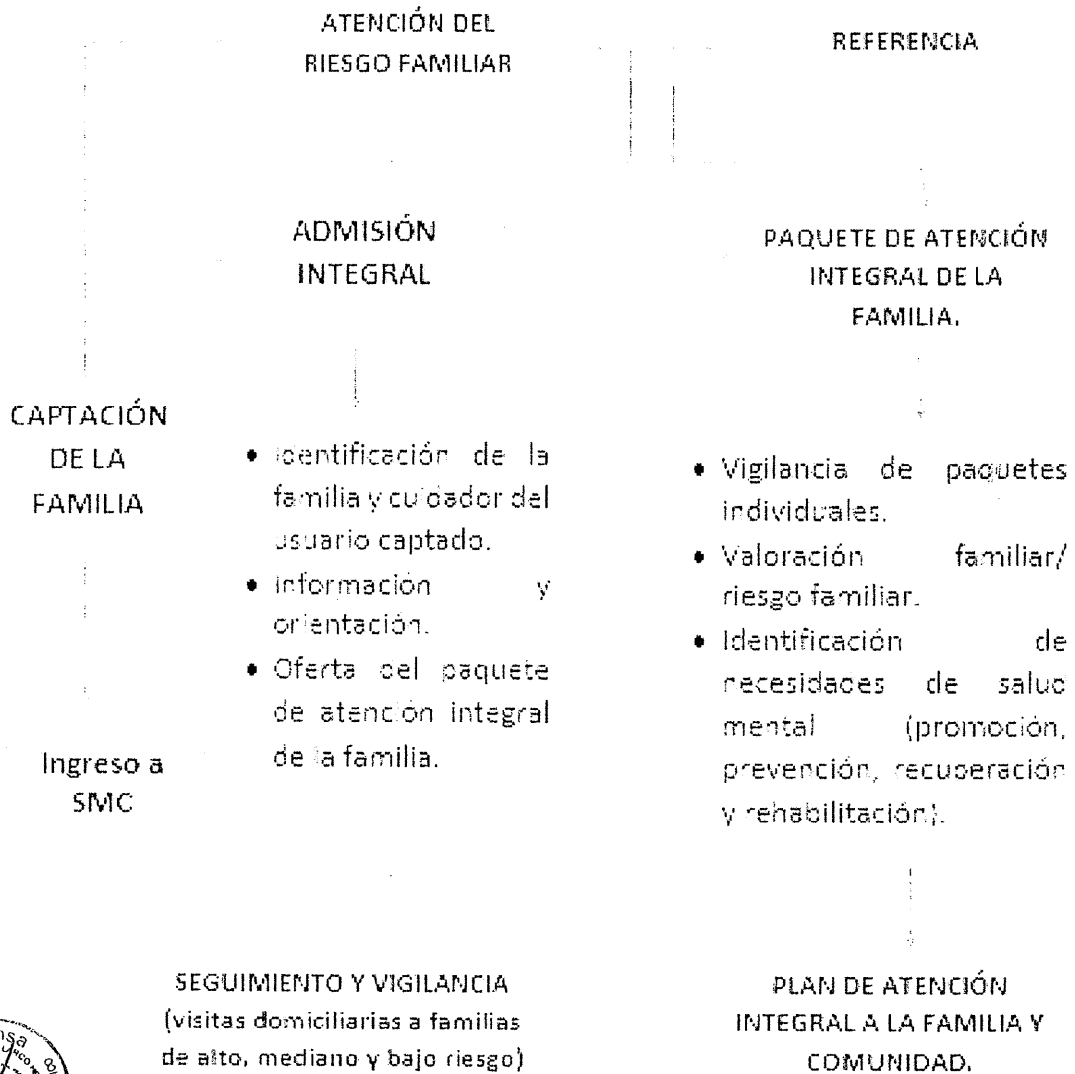 ATENCIÓN DEL
RIESGO FAMILIAR
REFERENCIA
ADMISIÓN
INTEGRAL
PAQUETE DE ATENCIÓN
INTEGRAL DE LA
FAMILIA.
CAPTACIÓN
DE LA
FAMILIA
• Identificación de la
familia y cuidador del
usuario captado.
• Información y
orientación.
• Oferta del paquete
de atención integral
de la familia.
• Vigilancia de paquetes
individuales.
• Valoración familiar/
riesgo familiar.
• Identificación de
necesidades de salud
mental (promoción,
prevención, recuperación
y rehabilitación).
Ingreso a
SMC
SEGUIMIENTO Y VIGILANCIA
(visitas domiciliarias a familias
de alto, mediano y bajo riesgo)
PLAN DE ATENCIÓN
INTEGRAL A LA FAMILIA Y
COMUNIDAD.